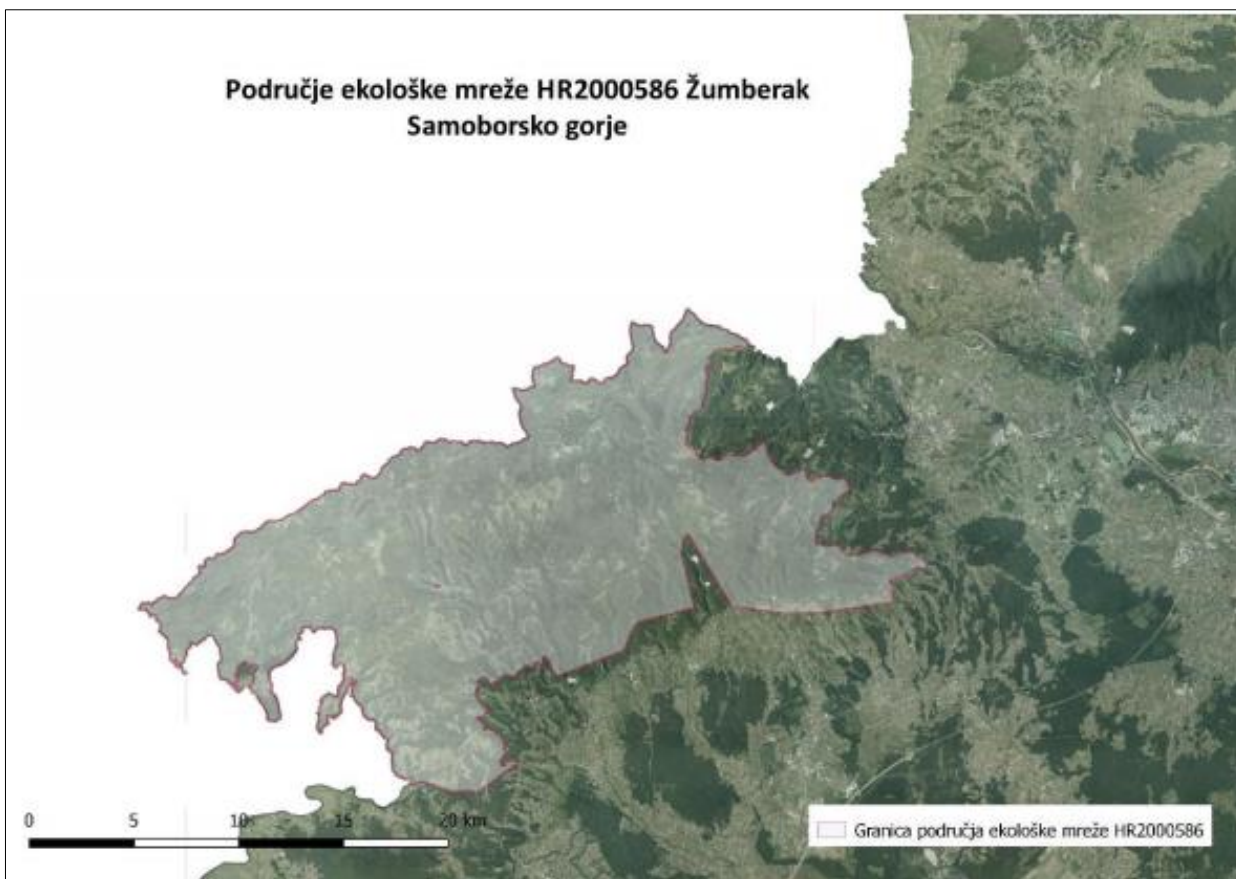 Područje ekološke mreže HR2000586 Žumberak
Samoborsko gorje
0 5 10 15 20 km
Granica područja ekološke mreže HR2000586